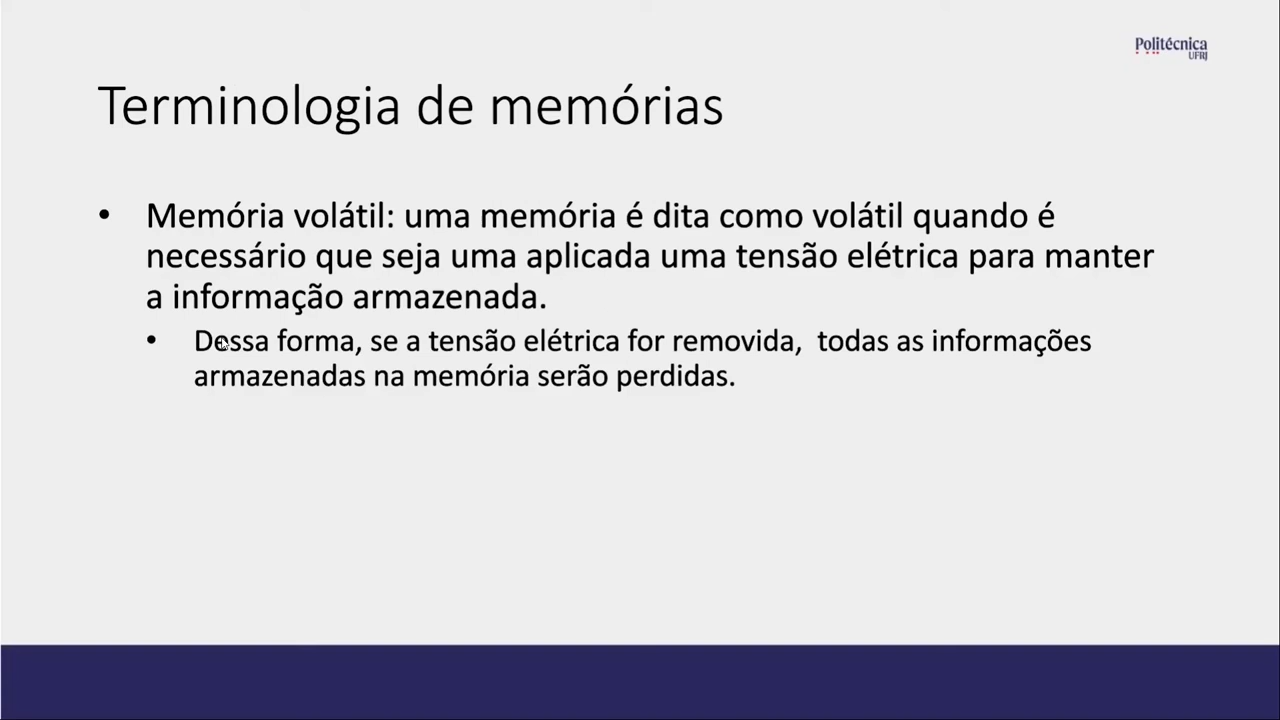 Politécnica
UFRJ
Terminologia de memórias
• Memória volátil: uma memória é dita como volátil quando é
necessário que seja uma aplicada uma tensão elétrica para manter
a informação armazenada.
• Dessa forma, se a tensão elétrica for removida,  todas as informações
armazenadas na memória serão perdidas.